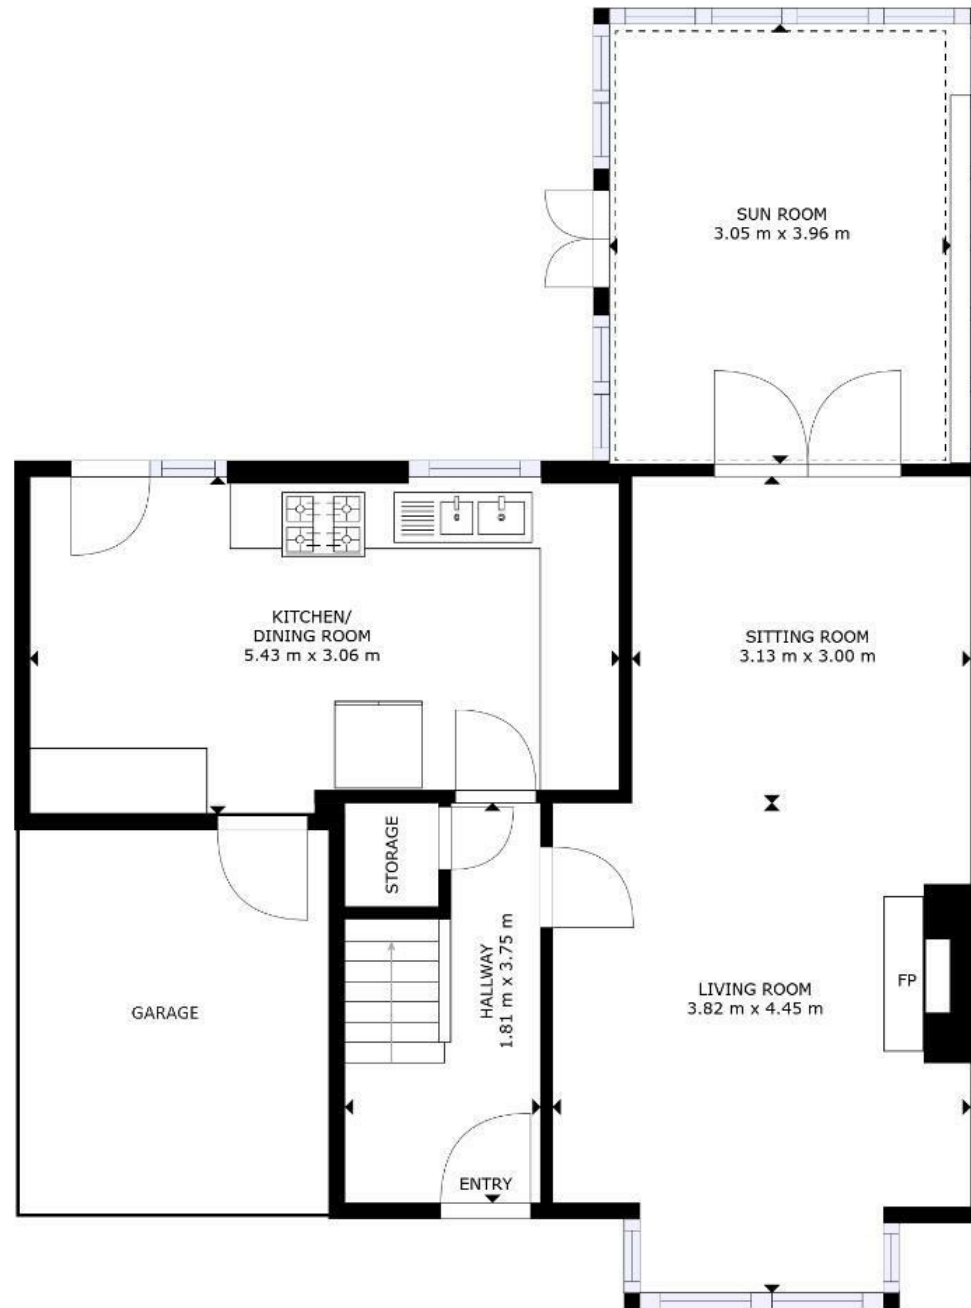 SUN ROOM
3.05 m x 3.96 m
KITCHEN/
DINING ROOM
5.43 m x 3.06 m
SITTING ROOM
3.13 m x 3.00 m
STORAGE
HALLWAY
1.81 m x 3.75 m
LIVING ROOM
3.82 m x 4.45 m
FP
GARAGE
ENTRY